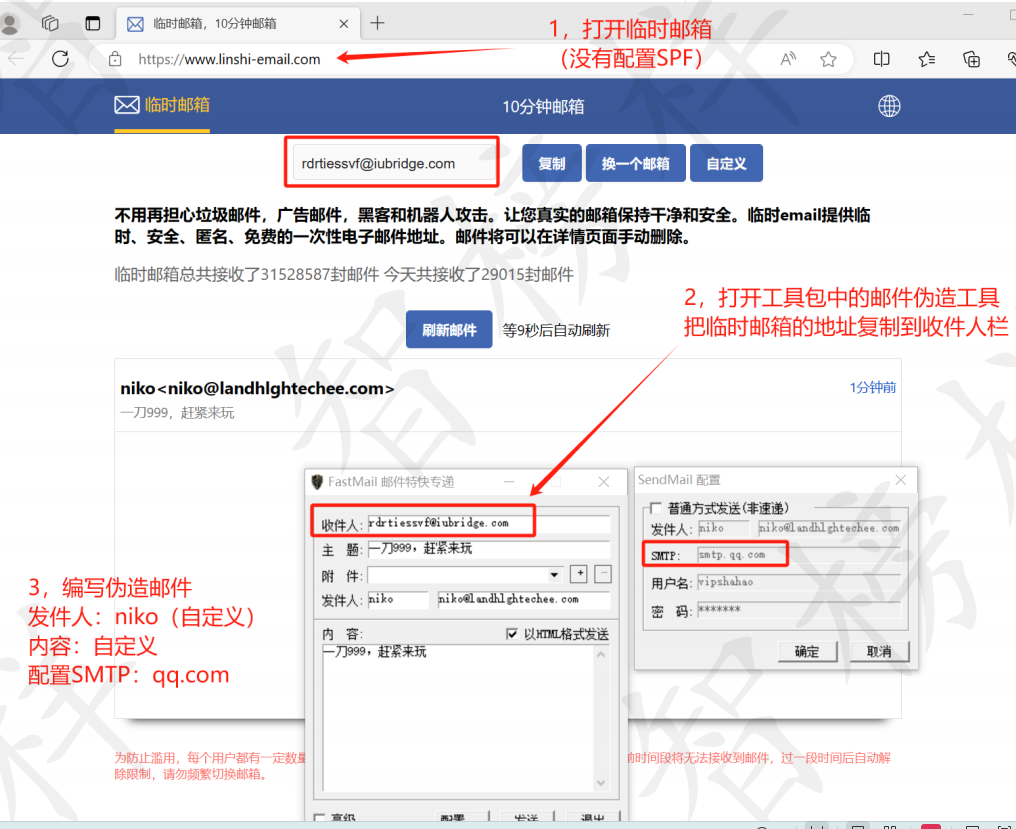 临时邮箱，10分钟邮箱
1，打开临时邮箱
（没有配置SPF）
https://www.linshi-email.com
临时邮箱
10分钟邮箱
rdrtiessvf@iubridge.com
复制
换一个邮箱
自定义
不用再担心垃圾邮件，广告邮件，黑客和机器人攻击。让您真实的邮箱保持干净和安全。临时email提供临
时、安全、匿名、免费的一次性电子邮件地址。邮件将可以在详情页面手动删除。
临时邮箱总共接收了31528587封邮件 今天共接收了29015封邮件
2，打开工具包中的邮件伪造工具
把临时邮箱的地址复制到收件人栏
刷新邮件
等9秒后自动刷新
niko<niko@landhlghtechee.com>
1分钟前
一刀999，赶紧来玩
FastMail 邮件特快专递
收件人: rdrtiessvf@iubridge.com
主 题: 一刀999，赶紧来玩
附 件:
发件人: niko niko@landhlghtechee.com
内 容:
以HTML格式发送
一刀999，赶紧来玩
SendMail 配置
普通方式发送(非速递)
发件人: niko niko@landhlghtechee.com
SMTP: smtp.qq.com
用户名: vipshahao
密 码: *******
确定
取消
3，编写伪造邮件
发件人：niko（自定义）
内容：自定义
配置SMTP：qq.com
为防止滥用，每个用户都有一定数量
前时间段将无法接收到邮件，过一段时间后自动解
除限制，请勿频繁切换邮箱。
高级
配置
发送
退出
智榜样